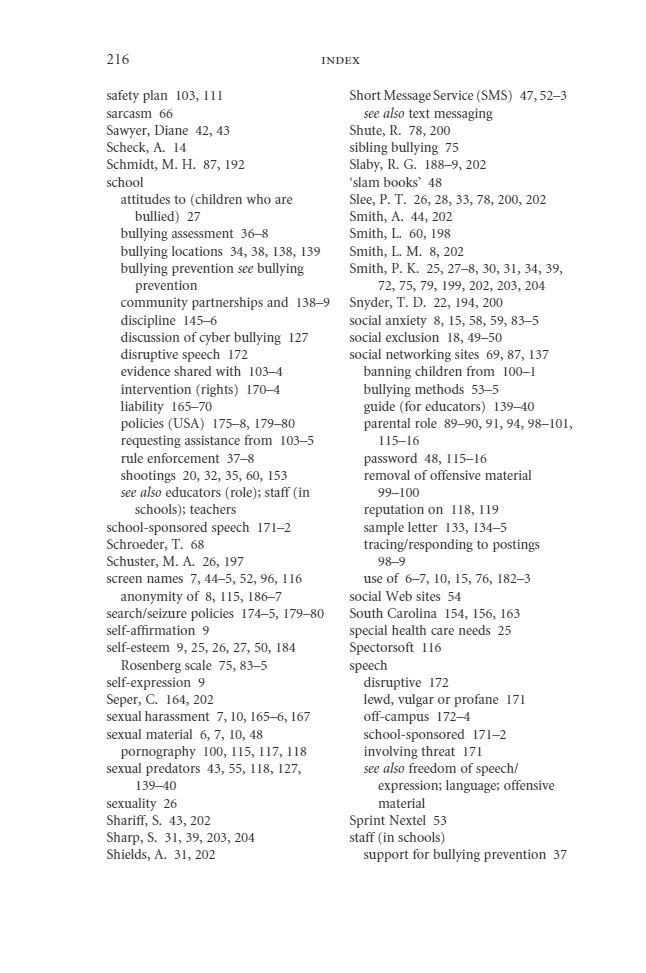 216
INDEX
safety plan 103, 111
sarcasm 66
Sawyer, Diane 42, 43
Scheck, A. 14
Schmidt, M. H. 87, 192
school
attitudes to (children who are
bullied) 27
bullying assessment 36–8
bullying locations 34, 38, 138, 139
bullying prevention see bullying
prevention
community partnerships and 138–9
discipline 145–6
discussion of cyber bullying 127
disruptive speech 172
evidence shared with 103–4
intervention (rights) 170–4
liability 165–70
policies (USA) 175–8, 179–80
requesting assistance from 103–5
rule enforcement 37–8
shootings 20, 32, 35, 60, 153
see also educators (role); staff (in
schools); teachers
school-sponsored speech 171–2
Schroeder, T. 68
Schuster, M. A. 26, 197
screen names 7, 44–5, 52, 96, 116
anonymity of 8, 115, 186–7
search/seizure policies 174–5, 179–80
self-affirmation 9
self-esteem 9, 25, 26, 27, 50, 184
Rosenberg scale 75, 83–5
self-expression 9
Seper, C. 164, 202
sexual harassment 7, 10, 165–6, 167
sexual material 6, 7, 10, 48
pornography 100, 115, 117, 118
sexual predators 43, 55, 118, 127,
139–40
sexuality 26
Shariff, S. 43, 202
Sharp, S. 31, 39, 203, 204
Shields, A. 31, 202
Short Message Service (SMS) 47, 52–3
see also text messaging
Shute, R. 78, 200
sibling bullying 75
Slaby, R. G. 188–9, 202
‘slam books’ 48
Slee, P. T. 26, 28, 33, 78, 200, 202
Smith, A. 44, 202
Smith, L. 60, 198
Smith, L. M. 8, 202
Smith, P. K. 25, 27–8, 30, 31, 34, 39,
72, 75, 79, 199, 202, 203, 204
Snyder, T. D. 22, 194, 200
social anxiety 8, 15, 58, 59, 83–5
social exclusion 18, 49–50
social networking sites 69, 87, 137
banning children from 100–1
bullying methods 53–5
guide (for educators) 139–40
parental role 89–90, 91, 94, 98–101,
115–16
password 48, 115–16
removal of offensive material
99–100
reputation on 118, 119
sample letter 133, 134–5
tracing/responding to postings
98–9
use of 6–7, 10, 15, 76, 182–3
social Web sites 54
South Carolina 154, 156, 163
special health care needs 25
Spectorsoft 116
speech
disruptive 172
lewd, vulgar or profane 171
off-campus 172–4
school-sponsored 171–2
involving threat 171
see also freedom of speech/
expression; language; offensive
material
Sprint Nextel 53
staff (in schools)
support for bullying prevention 37